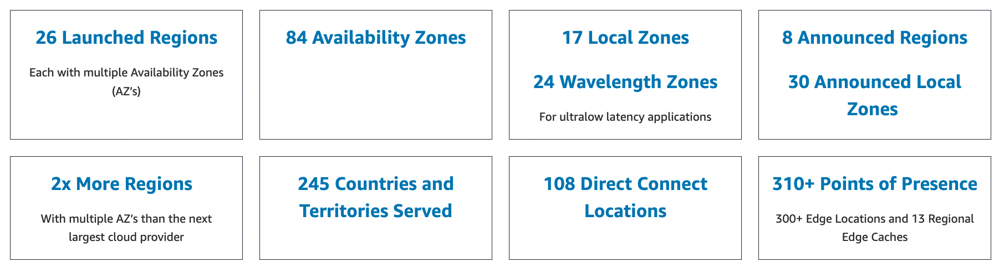 26 Launched Regions
Each with multiple Availability Zones
(AZ’s)
84 Availability Zones
17 Local Zones
24 Wavelength Zones
For ultralow latency applications
8 Announced Regions
30 Announced Local
Zones
2x More Regions
With multiple AZ’s than the next
largest cloud provider
245 Countries and
Territories Served
108 Direct Connect
Locations
310+ Points of Presence
300+ Edge Locations and 13 Regional
Edge Caches